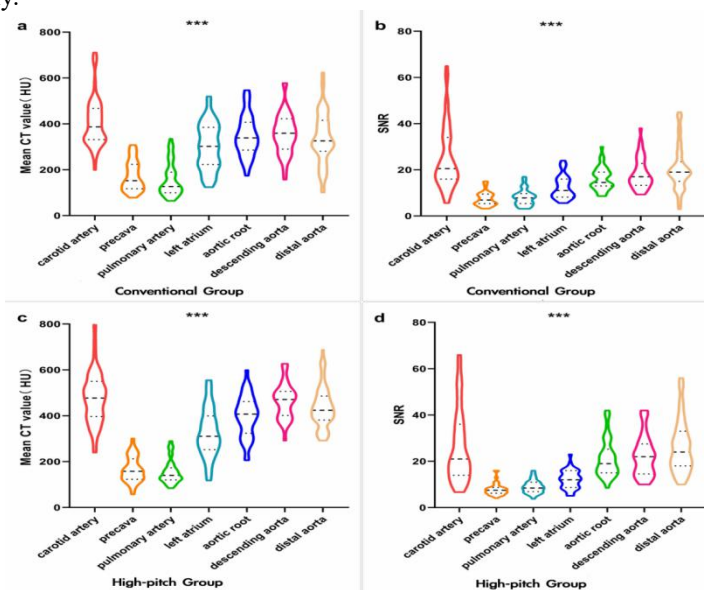 y.
a
***
800
600
400
200
0
Mean CT value (HU)
carotid artery
precava
pulmonary artery
left atrium
aortic root
descending aorta
distal aorta
Conventional Group
b
***
80
60
40
20
0
SNR
carotid artery
precava
pulmonary artery
left atrium
aortic root
descending aorta
distal aorta
Conventional Group
c
***
800
600
400
200
0
Mean CT value (HU)
carotid artery
precava
pulmonary artery
left atrium
aortic root
descending aorta
distal aorta
High-pitch Group
d
***
80
60
40
20
0
SNR
carotid artery
precava
pulmonary artery
left atrium
aortic root
descending aorta
distal aorta
High-pitch Group